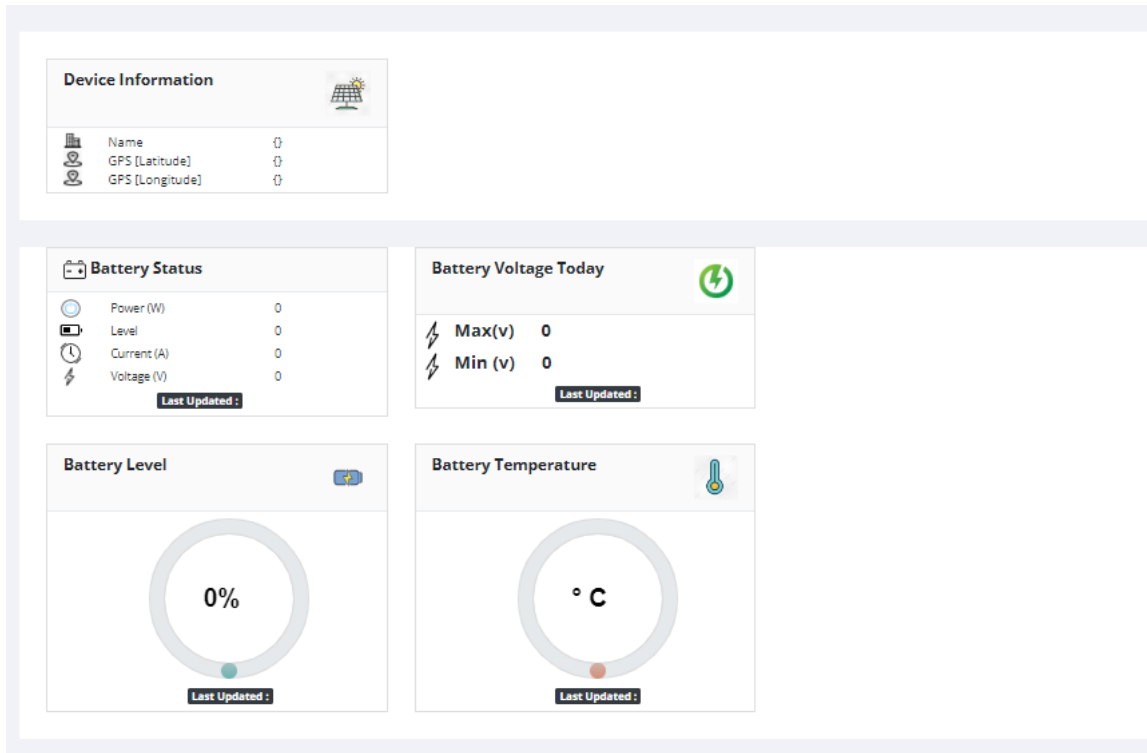 Device Information
Name {}
GPS [Latitude] {}
GPS [Longitude] {}
Battery Status
Power (W) 0
Level 0
Current (A) 0
Voltage (V) 0
Last Updated :
Battery Voltage Today
Max(v) 0
Min (v) 0
Last Updated :
Battery Level
0%
Last Updated :
Battery Temperature
° C
Last Updated :